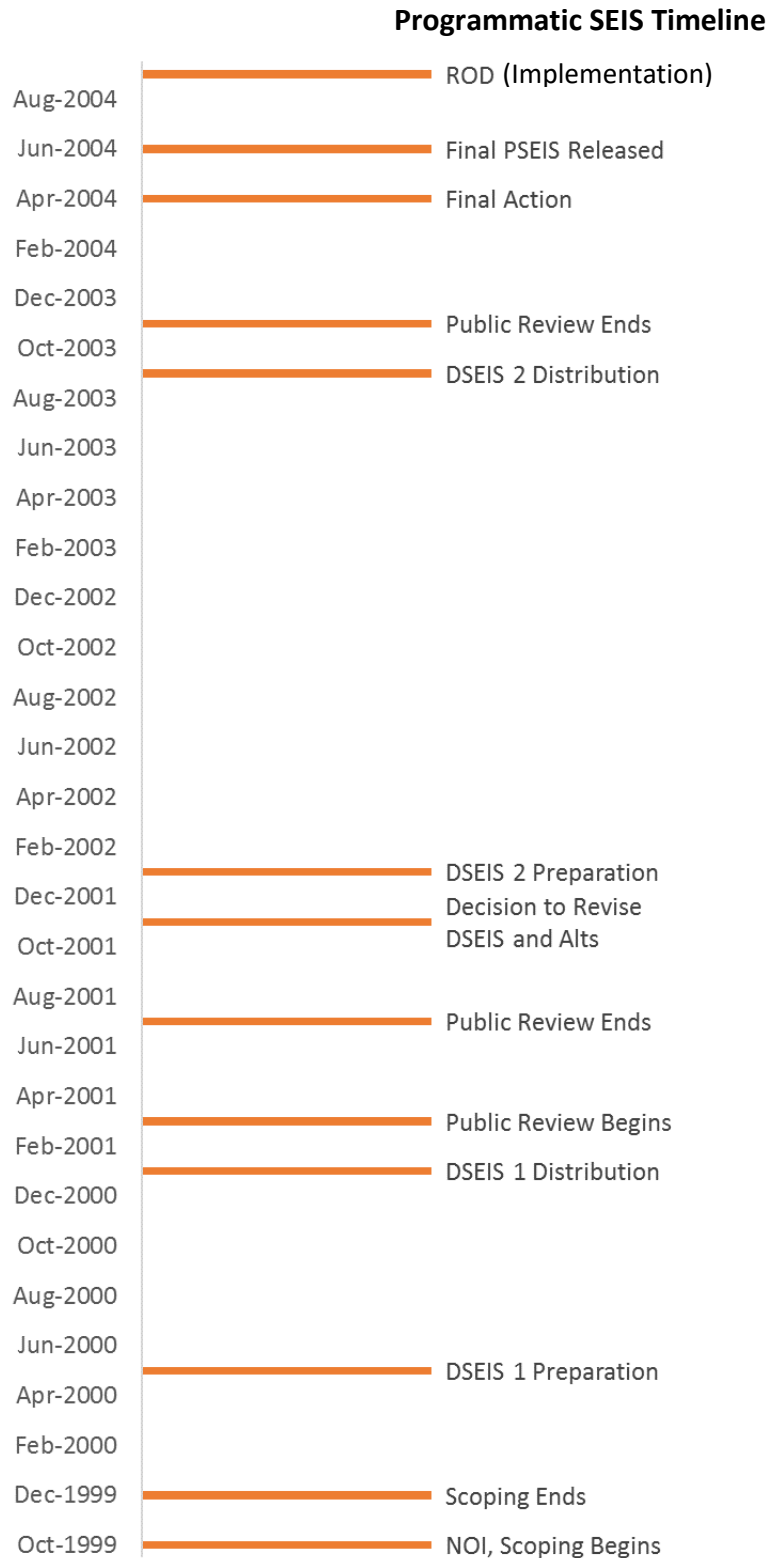 Programmatic SEIS Timeline
ROD (Implementation)
Aug-2004
Jun-2004
Final PSEIS Released
Apr-2004
Final Action
Feb-2004
Dec-2003
Public Review Ends
Oct-2003
DSEIS 2 Distribution
Aug-2003
Jun-2003
Apr-2003
Feb-2003
Dec-2002
Oct-2002
Aug-2002
Jun-2002
Apr-2002
Feb-2002
DSEIS 2 Preparation
Dec-2001
Decision to Revise
DSEIS and Alts
Oct-2001
Aug-2001
Public Review Ends
Jun-2001
Apr-2001
Public Review Begins
Feb-2001
DSEIS 1 Distribution
Dec-2000
Oct-2000
Aug-2000
Jun-2000
DSEIS 1 Preparation
Apr-2000
Feb-2000
Dec-1999
Scoping Ends
Oct-1999
NOI, Scoping Begins